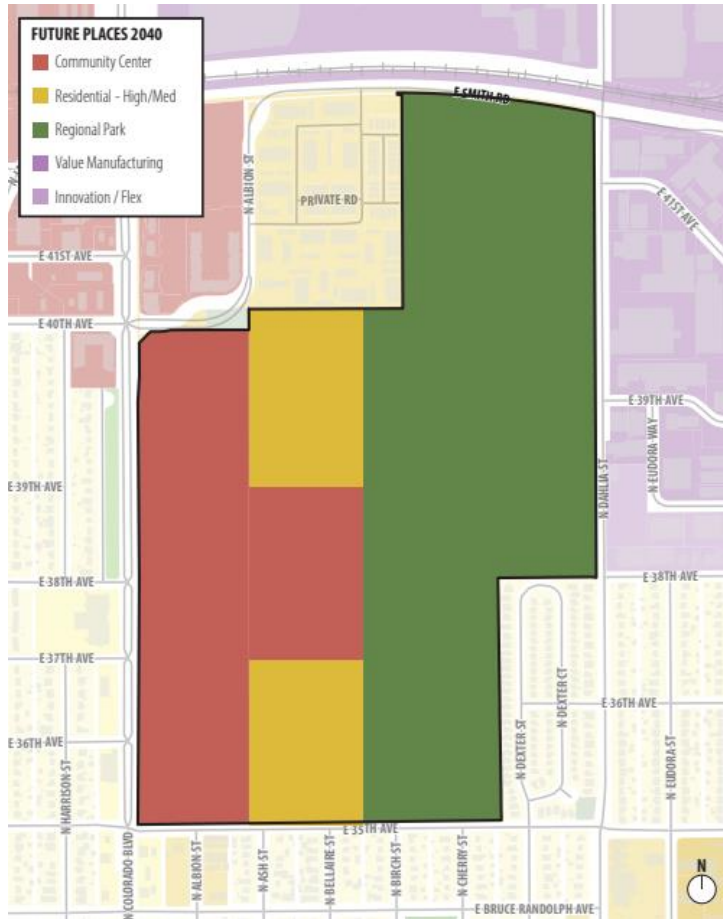 FUTURE PLACES 2040
Community Center
Residential - High/Med
Regional Park
Value Manufacturing
Innovation / Flex
E SMITH RD
N ALBION ST
PRIVATE RD
E 41ST AVE
E 41ST AVE
E 40TH AVE
E 39TH AVE
N EUDORA WAY
N DAHLIA ST
E 39TH AVE
E 38TH AVE
E 38TH AVE
E 37TH AVE
E 36TH AVE
N DEXTER CT
N DEXTER ST
E 36TH AVE
N EUDORA ST
N HARRISON ST
N COLORADO BLVD
E 35TH AVE
N ALBION ST
N ASH ST
N BELLAIRE ST
N BIRCH ST
N CHERRY ST
N
E BRUCE RANDOLPH AVE